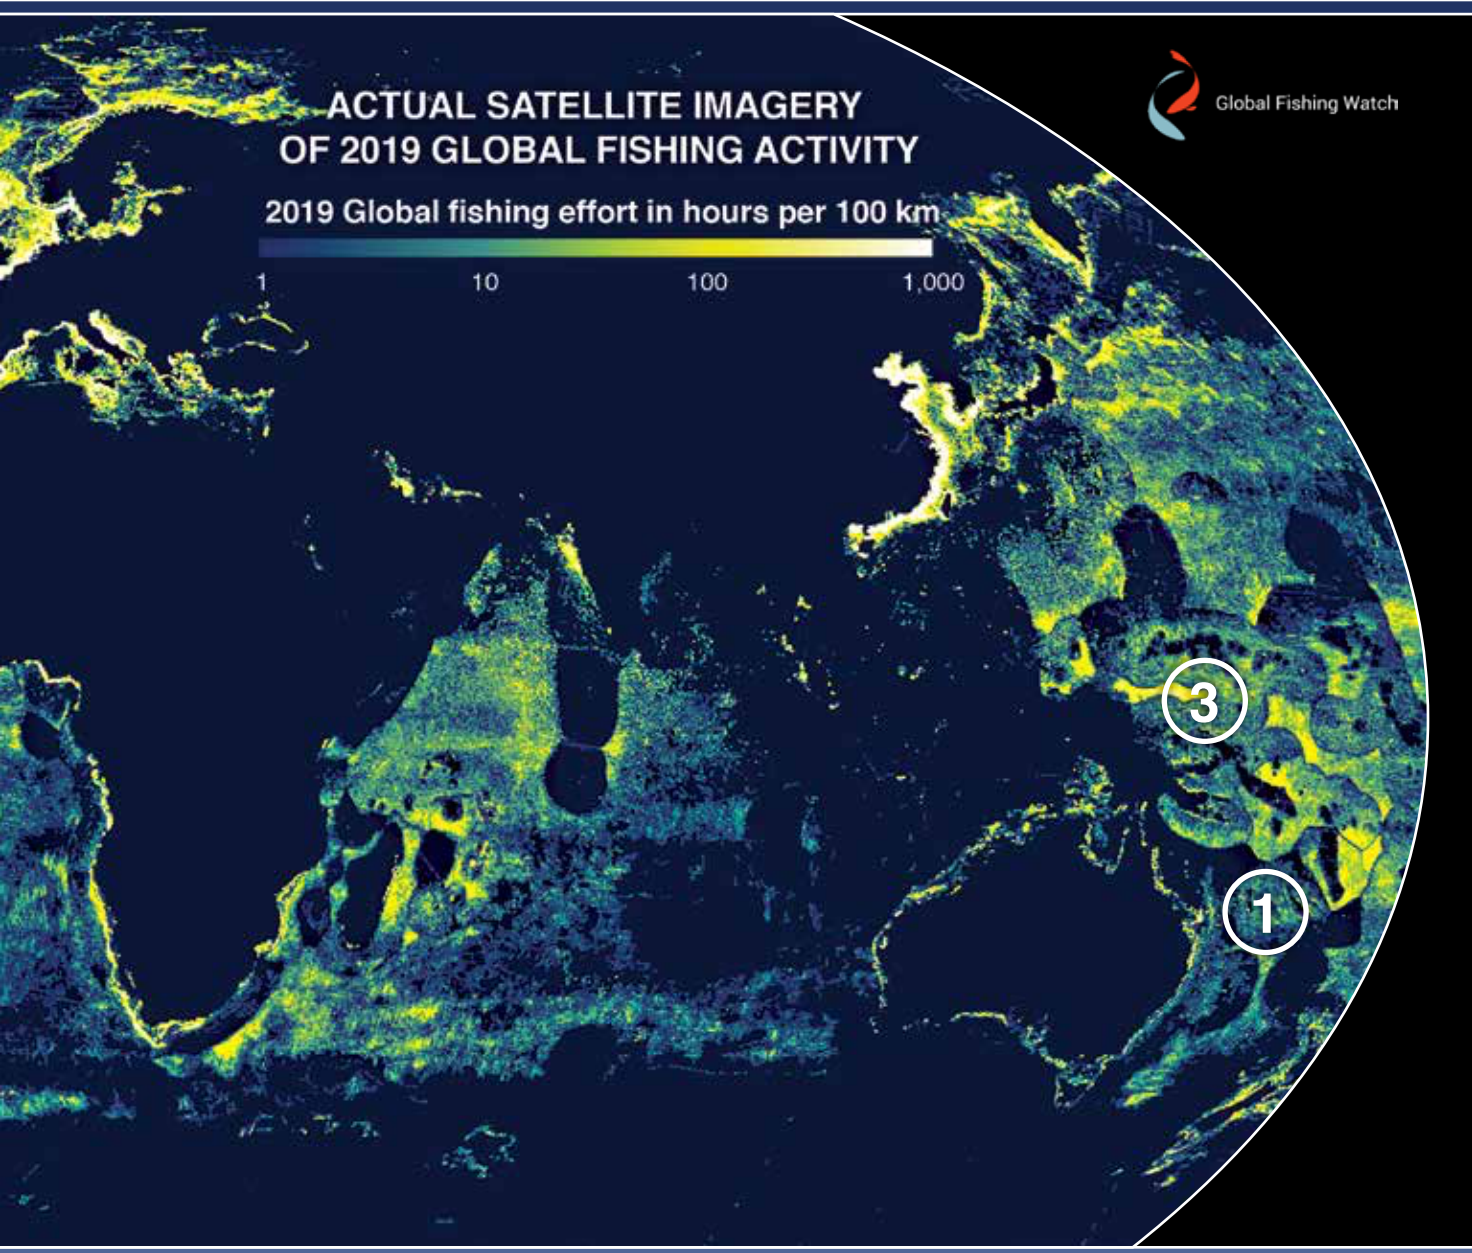 ACTUAL SATELLITE IMAGERY
OF 2019 GLOBAL FISHING ACTIVITY
Global Fishing Watch
2019 Global fishing effort in hours per 100 km
1 10 100 1,000
3
1